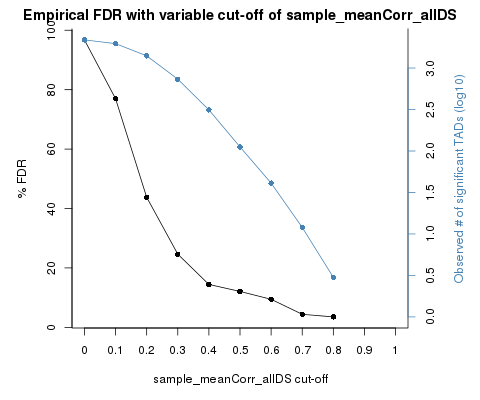 Empirical FDR with variable cut-off of sample_meanCorr_allDS
100
80
60
40
20
0
% FDR
3.0
2.5
2.0
1.5
1.0
0.5
0.0
Observed # of significant TADs (log10)
0 0.1 0.2 0.3 0.4 0.5 0.6 0.7 0.8 0.9 1
sample_meanCorr_allDS cut-off